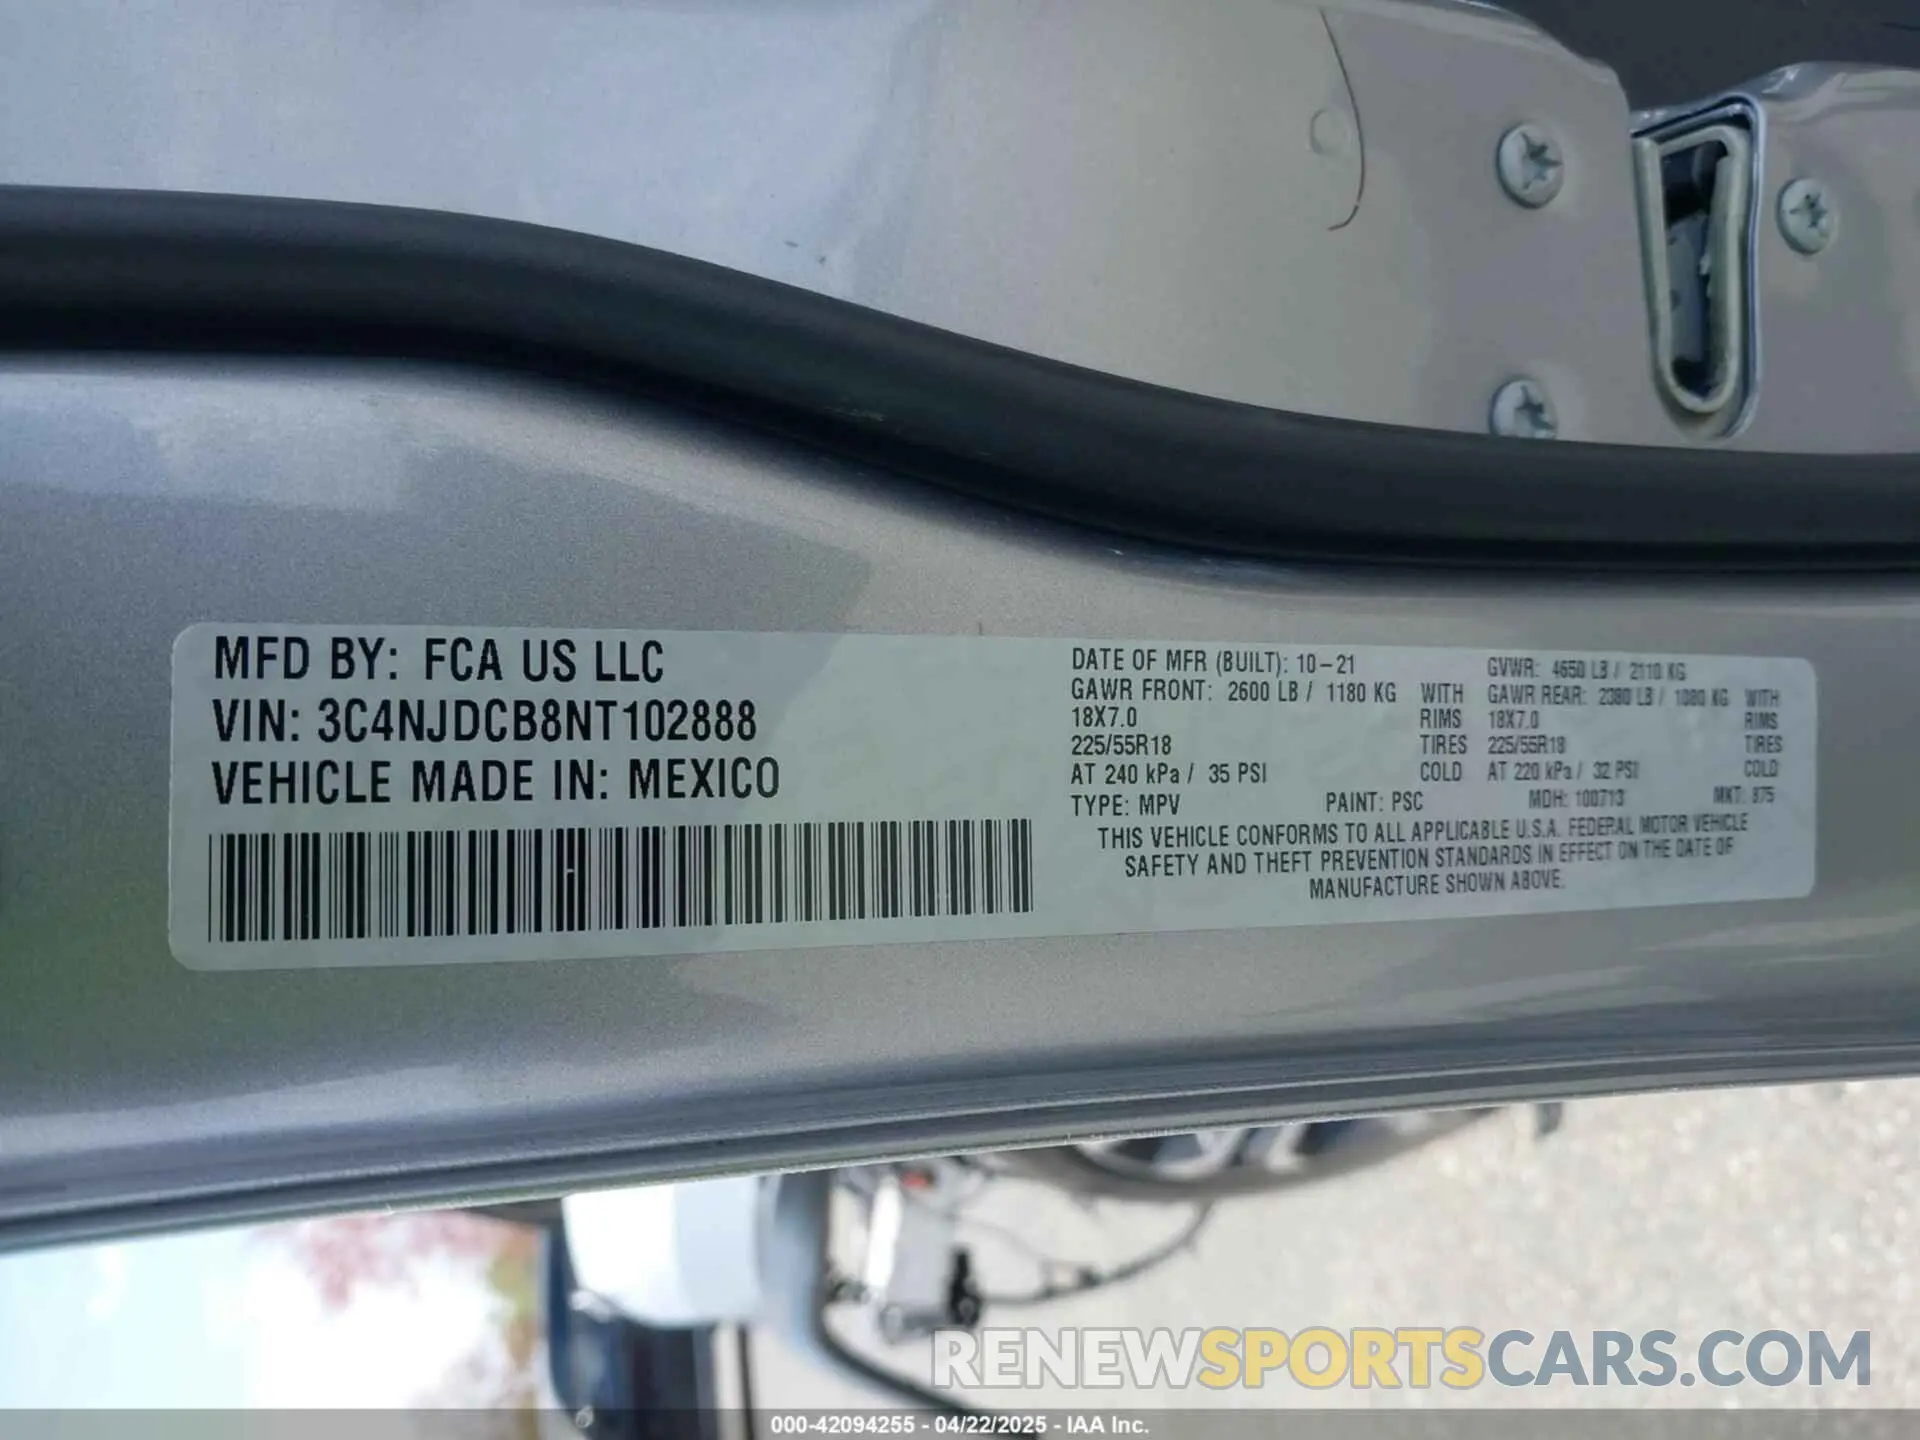 MFD BY: FCA US LLC
VIN: 3C4NJDCB8NT102888
VEHICLE MADE IN: MEXICO
DATE OF MFR (BUILT): 10-21 GVWR: 4650 LB / 2110 KG
GAWR FRONT: 2600 LB / 1180 KG WITH GAWR REAR: 2380 LB / 1080 KG WITH
18X7.0 RIMS 18X7.0 RIMS
225/55R18 TIRES 225/55R18 TIRES
AT 240 kPa / 35 PSI COLD AT 220 kPa / 32 PSI COLD
TYPE: MPV PAINT: PSC MDH: 100713 MKT: 875
THIS VEHICLE CONFORMS TO ALL APPLICABLE U.S.A. FEDERAL MOTOR VEHICLE
SAFETY AND THEFT PREVENTION STANDARDS IN EFFECT ON THE DATE OF
MANUFACTURE SHOWN ABOVE.
RENEWSPORTSCARS.COM
000-42094255 - 04/22/2025 - IAA Inc.